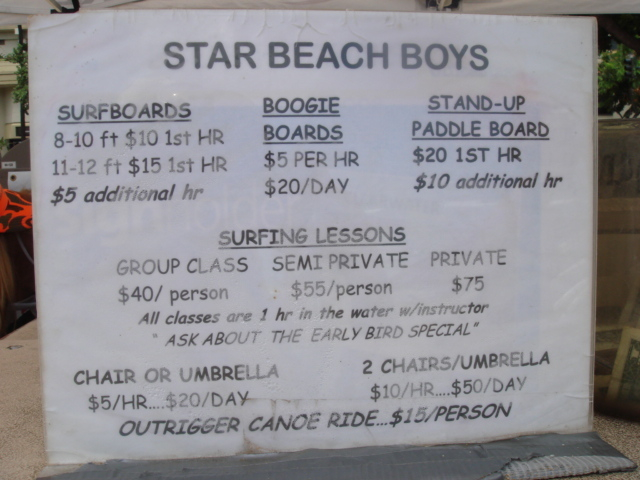 STAR BEACH BOYS
SURFBOARDS
8-10 ft $10 1st HR
11-12 ft $15 1st HR
$5 additional hr
BOOGIE
BOARDS
$5 PER HR
$20/DAY
STAND-UP
PADDLE BOARD
$20 1ST HR
$10 additional hr
SURFING LESSONS
GROUP CLASS SEMI PRIVATE PRIVATE
$40/ person $55/person $75
All classes are 1 hr in the water w/instructor
" ASK ABOUT THE EARLY BIRD SPECIAL"
CHAIR OR UMBRELLA
$5/HR....$20/DAY
2 CHAIRS/UMBRELLA
$10/HR....$50/DAY
OUTRIGGER CANOE RIDE...$15/PERSON